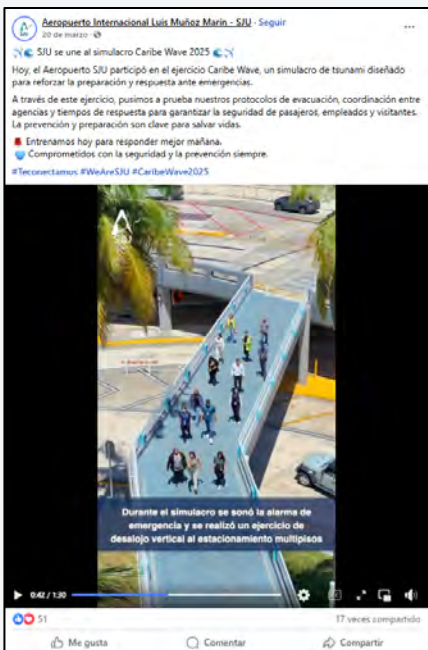 Aeropuerto Internacional Luis Muñoz Marin - SJU · Seguir
20 de marzo ·
SJU se une al simulacro Caribe Wave 2025
Hoy, el Aeropuerto SJU participó en el ejercicio Caribe Wave, un simulacro de tsunami diseñado
para reforzar la preparación y respuesta ante emergencias.
A través de este ejercicio, pusimos a prueba nuestros protocolos de evacuación, coordinación entre
agencias y tiempos de respuesta para garantizar la seguridad de pasajeros, empleados y visitantes.
La prevención y preparación son clave para salvar vidas.
Entrenamos hoy para responder mejor mañana.
Comprometidos con la seguridad y la prevención siempre.
#Teconectamos #WeAreSJU #CaribeWave2025
Durante el simulacro se sonó la alarma de
emergencia y se realizó un ejercicio de
desalojo vertical al estacionamiento multipisos
0:42 / 1:30
51
17 veces compartido
Me gusta
Comentar
Compartir